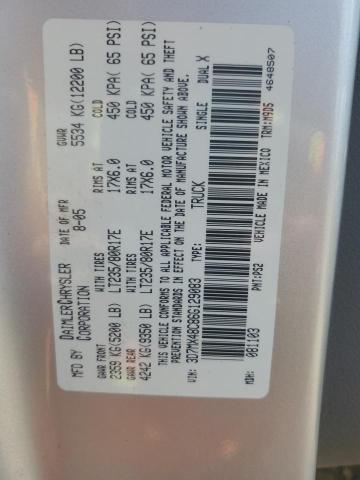 MFD BY DAIMLERCHRYSLER CORPORATION
DATE OF MFR 8-05
GVWR 5534 KG(12200 LB)
GAWR FRONT WITH TIRES RIMS AT COLD
2359 KG(5200 LB) LT235/80R17E 17X6.0 450 KPA( 65 PSI)
GAWR REAR WITH TIRES RIMS AT COLD
4242 KG(9350 LB) LT235/80R17E 17X6.0 450 KPA( 65 PSI)
THIS VEHICLE CONFORMS TO ALL APPLICABLE FEDERAL MOTOR VEHICLE SAFETY AND THEFT
PREVENTION STANDARDS IN EFFECT ON THE DATE OF MANUFACTURE SHOWN ABOVE.
3D7MX48C86G129083 TRUCK SINGLE DUAL X
VEHICLE MADE IN MEXICO 4648507
MDH: 081103 PNT:PS2 TRM:M9D5